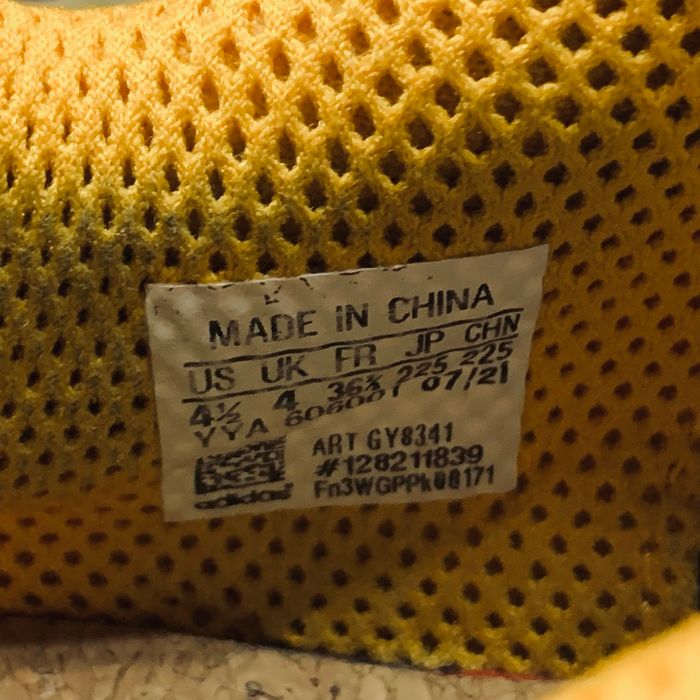 MADE IN CHINA
US UK FR JP CHN
4½ 4 36⅔ 225 225
YYA 606001 07/21
ART GY8341
#128211839
adidas